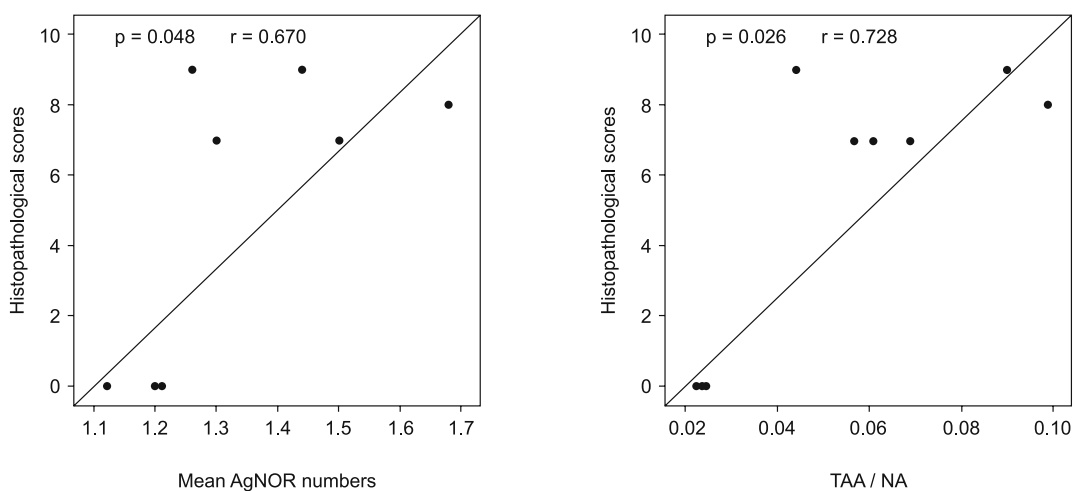 p = 0.048 r = 0.670
Histopathological scores
10
8
6
4
2
0
1.1 1.2 1.3 1.4 1.5 1.6 1.7
Mean AgNOR numbers
p = 0.026 r = 0.728
Histopathological scores
10
8
6
4
2
0
0.02 0.04 0.06 0.08 0.10
TAA / NA